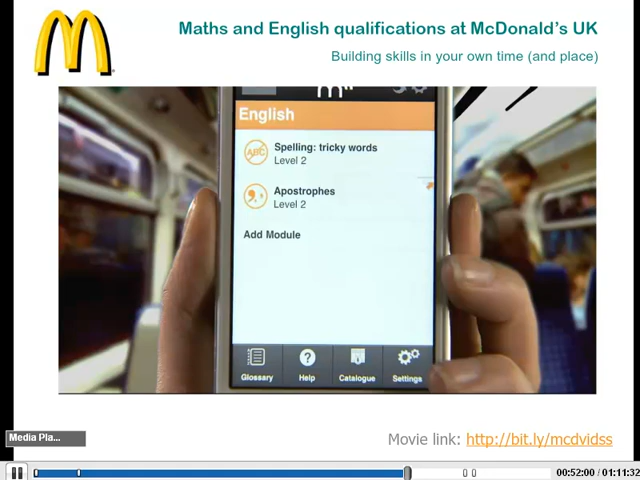 Maths and English qualifications at McDonald's UK
Building skills in your own time (and place)
English
ABC
Spelling: tricky words
Level 2
Apostrophes
Level 2
Add Module
Glossary
Help
Catalogue
Settings
Media Pla...
Movie link: http://bit.ly/mcdvidss
00:52:00 / 01:11:32